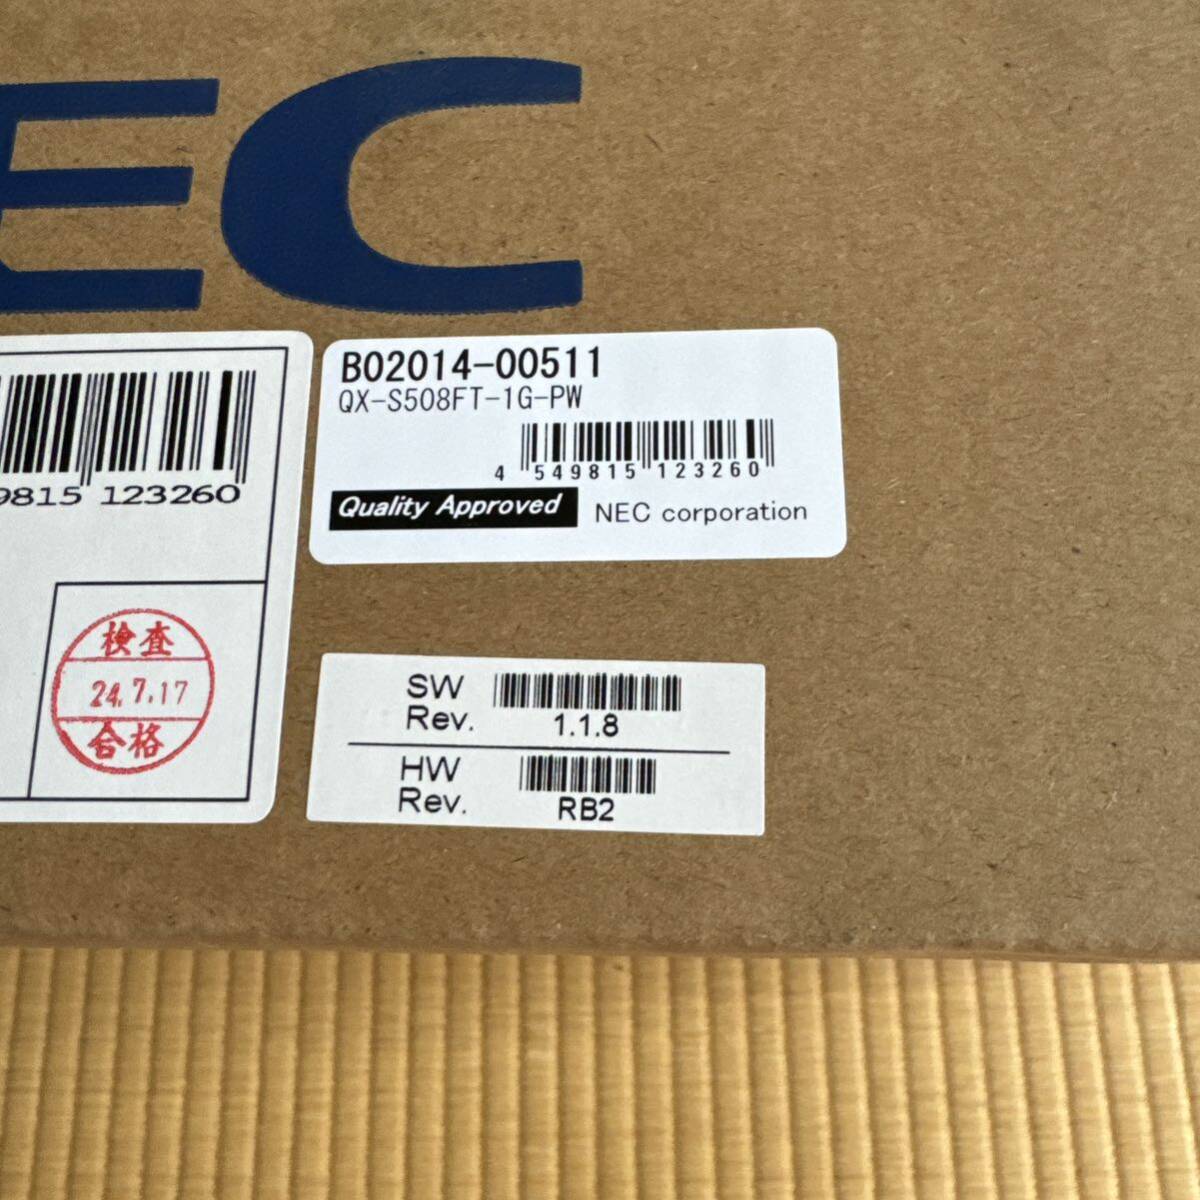 EC
B02014-00511
QX-S508FT-1G-PW
4 549815 123260
Quality Approved
NEC corporation
9815 123260
検査
24.7.17
合格
SW
Rev.
1.1.8
HW
Rev.
RB2